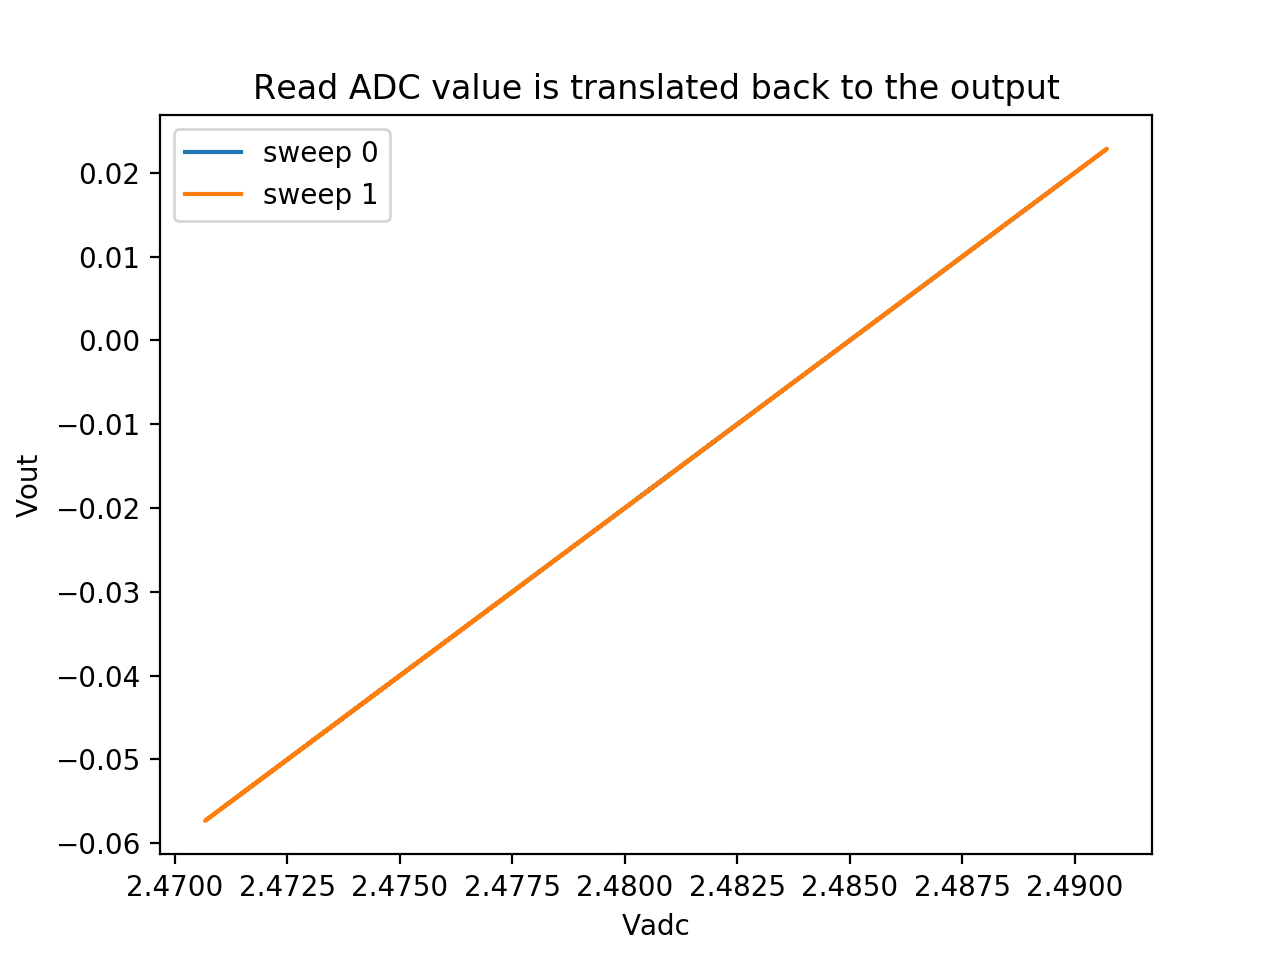 Read ADC value is translated back to the output
sweep 0
sweep 1
0.02
0.01
0.00
−0.01
−0.02
−0.03
−0.04
−0.05
−0.06
Vout
2.4700 2.4725 2.4750 2.4775 2.4800 2.4825 2.4850 2.4875 2.4900
Vadc